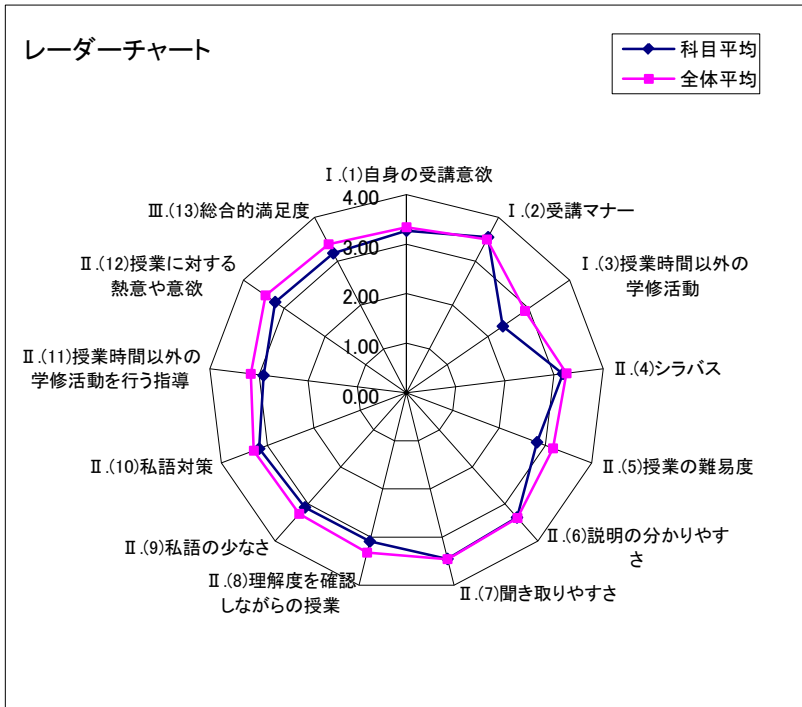 レーダーチャート
科目平均
全体平均
Ⅰ.(1)自身の受講意欲
Ⅰ.(2)受講マナー
Ⅰ.(3)授業時間以外の
学修活動
Ⅱ.(4)シラバス
Ⅱ.(5)授業の難易度
Ⅱ.(6)説明の分かりやす
さ
Ⅱ.(7)聞き取りやすさ
Ⅱ.(8)理解度を確認
しながらの授業
Ⅱ.(9)私語の少なさ
Ⅱ.(10)私語対策
Ⅱ.(11)授業時間以外の
学修活動を行う指導
Ⅱ.(12)授業に対する
熱意や意欲
Ⅲ.(13)総合的満足度
4.00
3.00
2.00
1.00
0.00